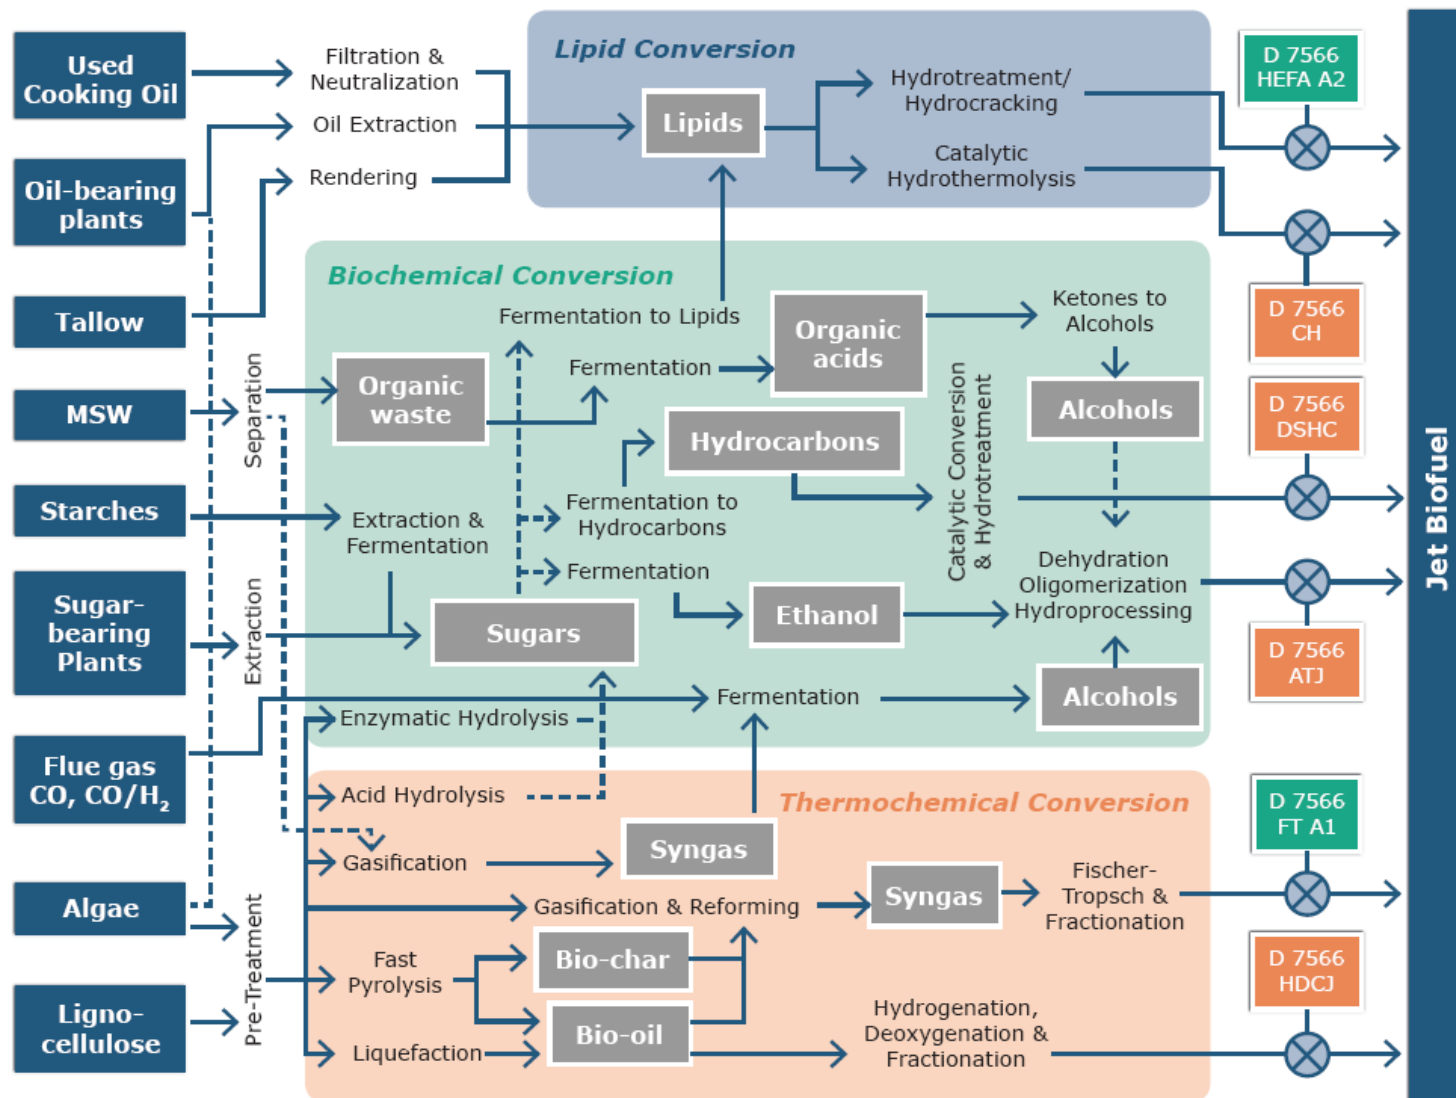 Used
Cooking Oil
Oil-bearing
plants
Tallow
MSW
Starches
Sugar-
bearing
Plants
Flue gas
CO, CO/H₂
Algae
Ligno-
cellulose
Filtration &
Neutralization
Oil Extraction
Rendering
Separation
Extraction
Pre-Treatment
Lipid Conversion
Lipids
Hydrotreatment/
Hydrocracking
Catalytic
Hydrothermolysis
Biochemical Conversion
Fermentation to Lipids
Organic
waste
Fermentation
Organic
acids
Ketones to
Alcohols
Alcohols
Hydrocarbons
Fermentation to
Hydrocarbons
Catalytic Conversion
& Hydrotreatment
Extraction &
Fermentation
Fermentation
Sugars
Ethanol
Dehydration
Oligomerization
Hydroprocessing
Enzymatic Hydrolysis
Fermentation
Alcohols
Thermochemical Conversion
Acid Hydrolysis
Gasification
Syngas
Gasification & Reforming
Syngas
Fischer-
Tropsch &
Fractionation
Fast
Pyrolysis
Bio-char
Bio-oil
Liquefaction
Hydrogenation,
Deoxygenation &
Fractionation
D 7566
HEFA A2
D 7566
CH
D 7566
DSHC
D 7566
ATJ
D 7566
FT A1
D 7566
HDCJ
Jet Biofuel